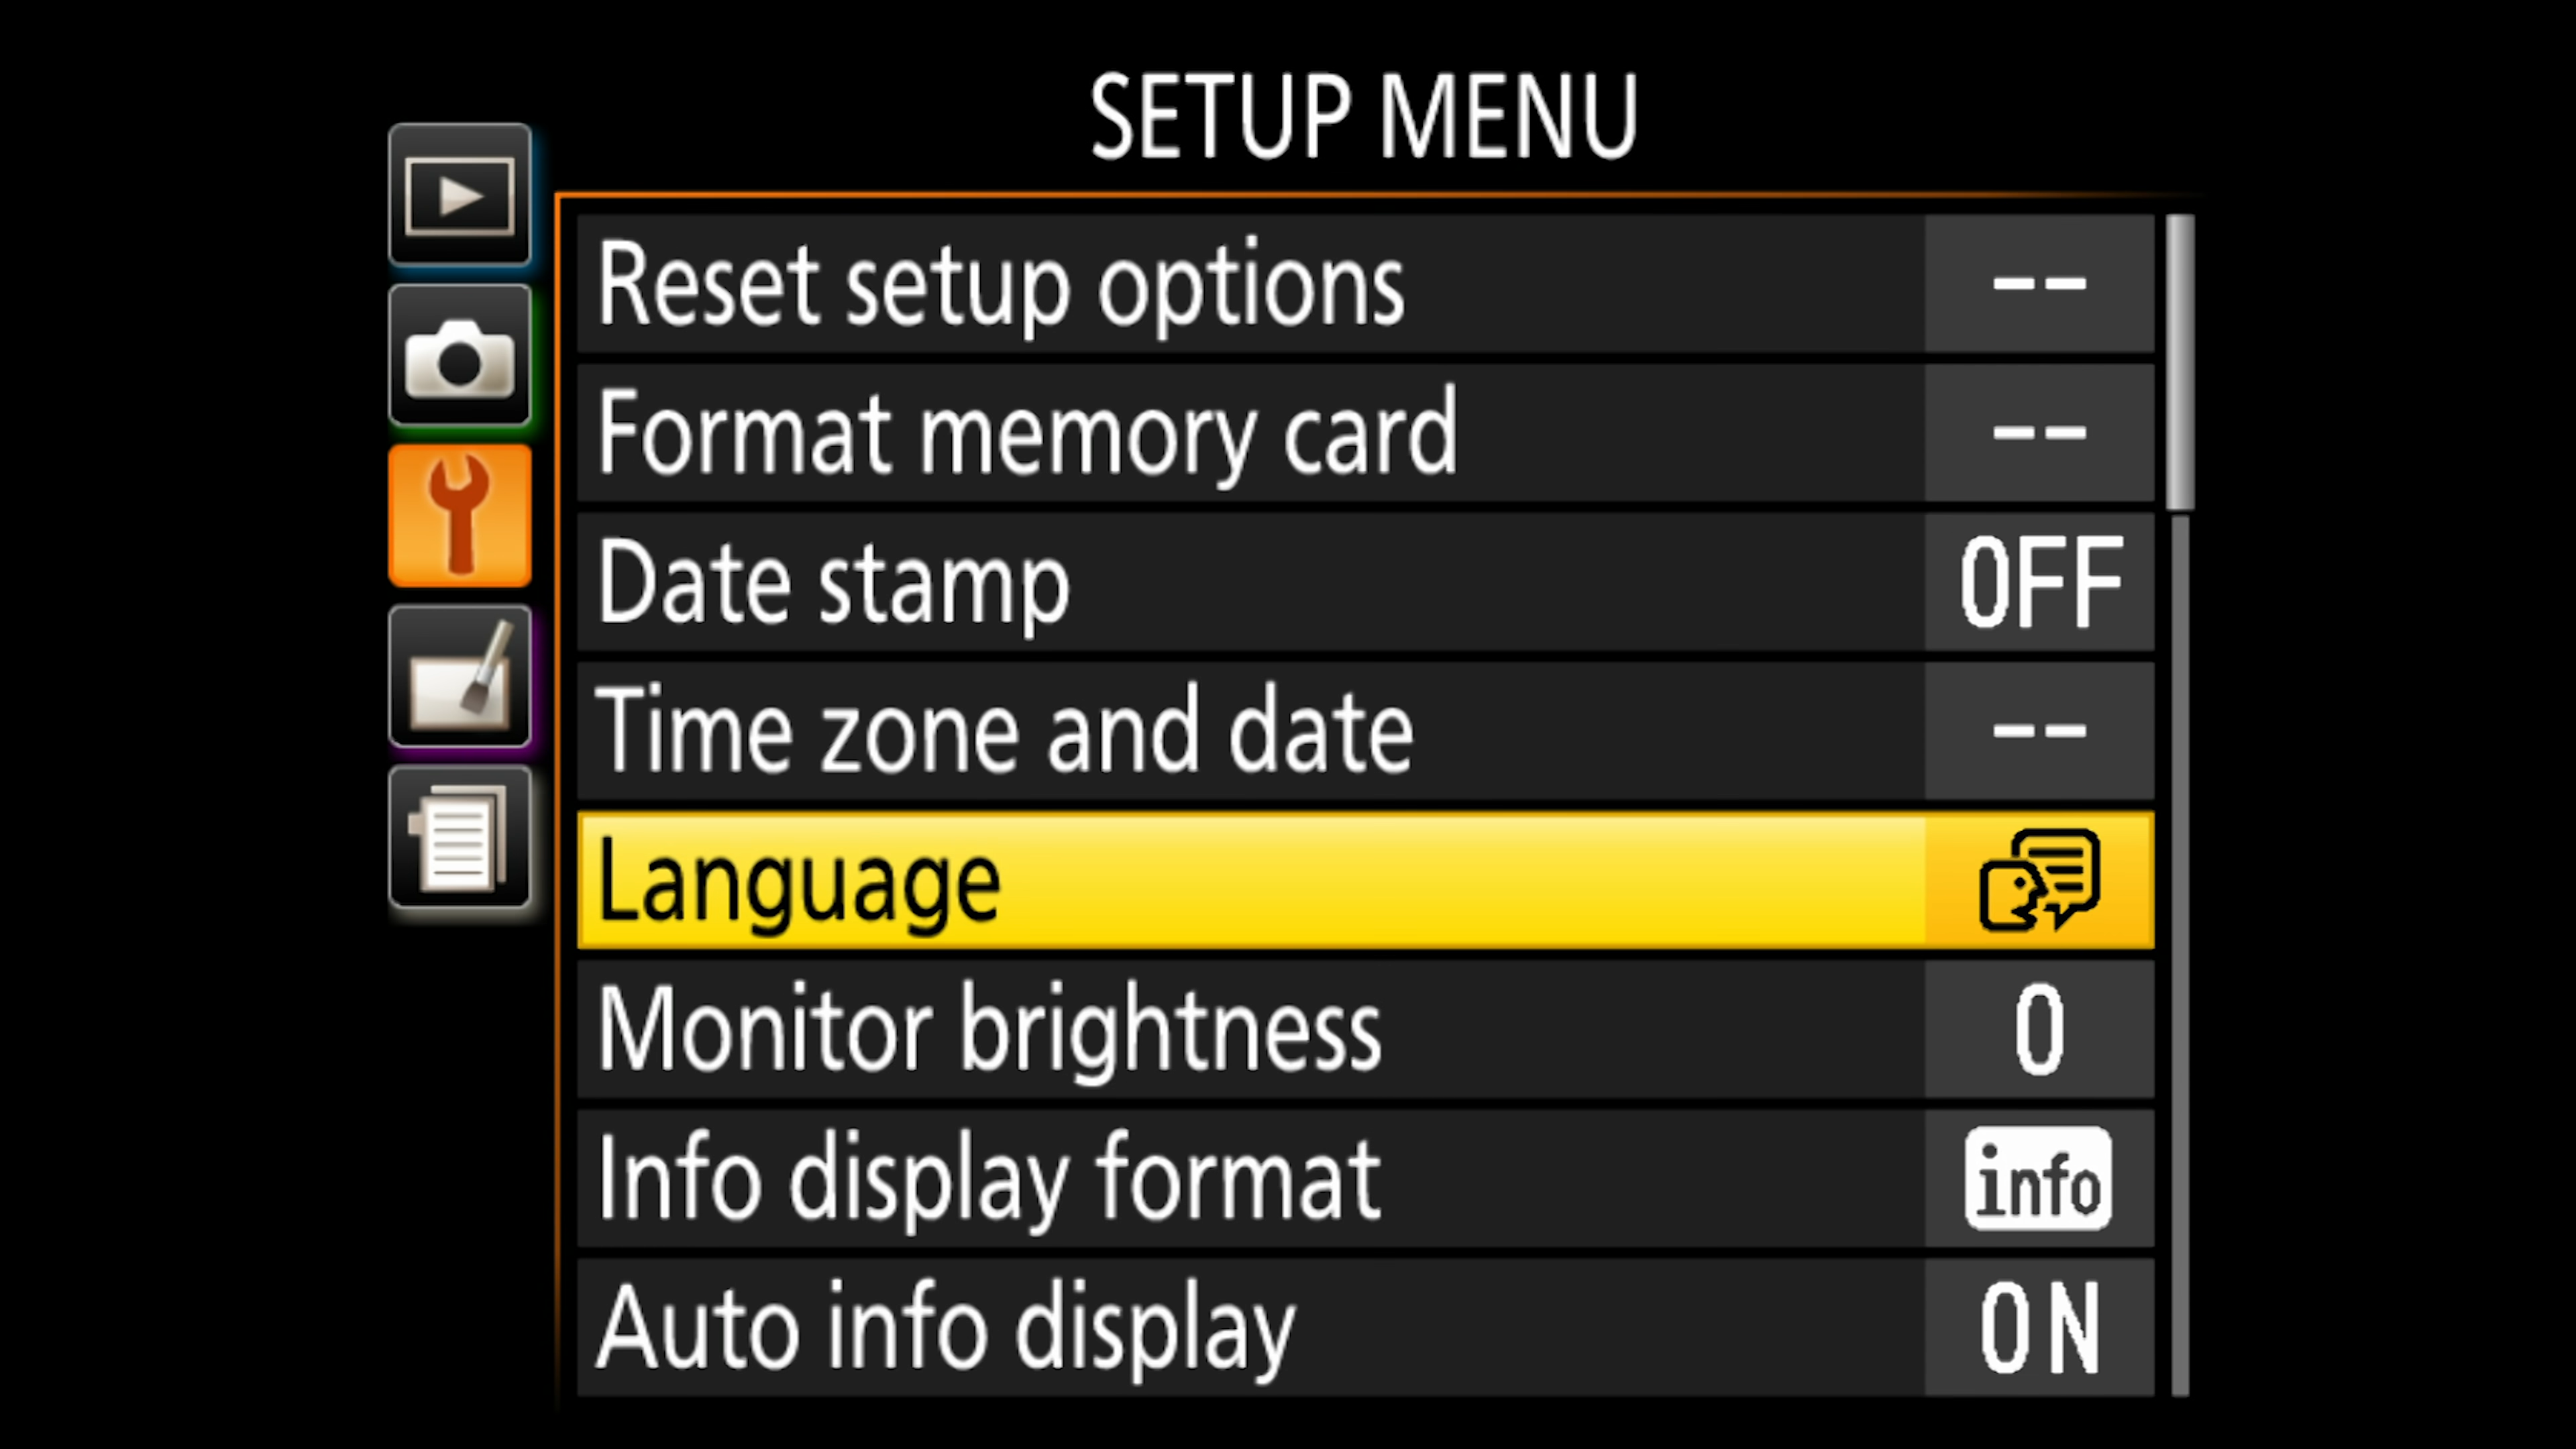 SETUP MENU
Reset setup options --
Format memory card --
Date stamp OFF
Time zone and date --
Language
Monitor brightness 0
Info display format info
Auto info display ON